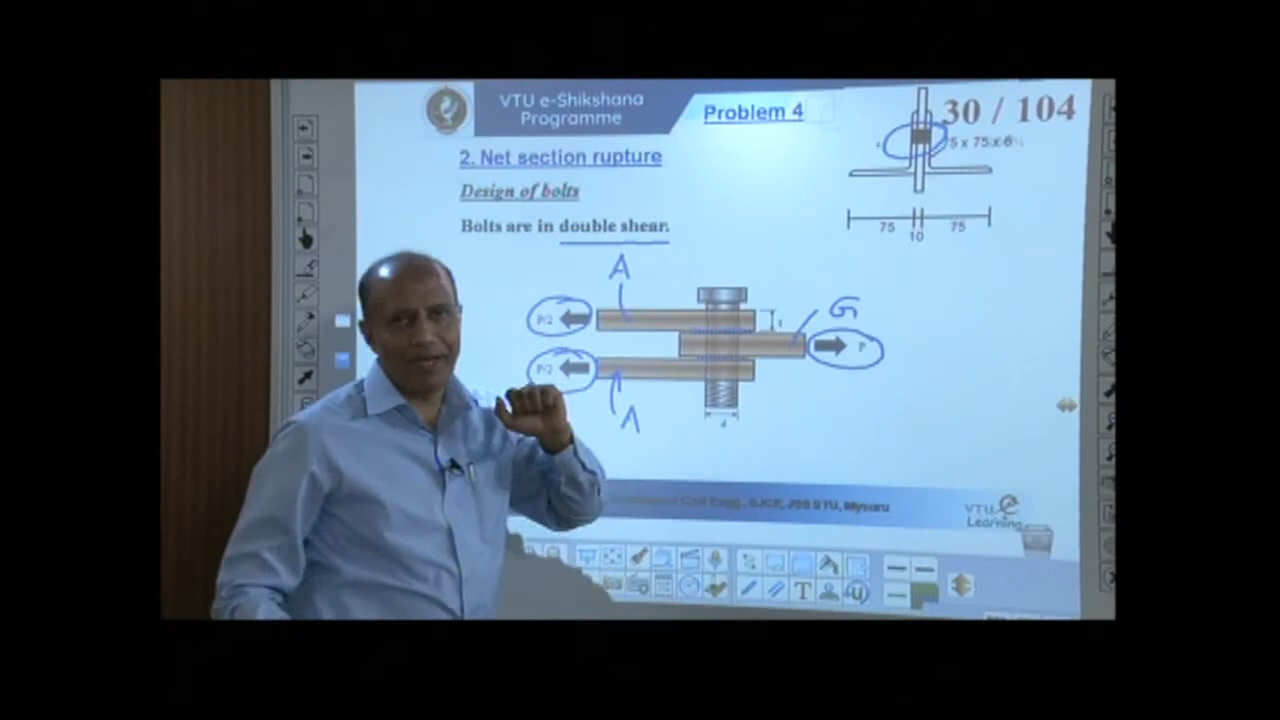 VTU e-Shikshana
Programme
Problem 4
30 / 104
2. Net section rupture
Design of bolts
Bolts are in double shear.
75
10
75
A
P/2
t
G
P
P/2
A
d
VTU
Learning
T
U